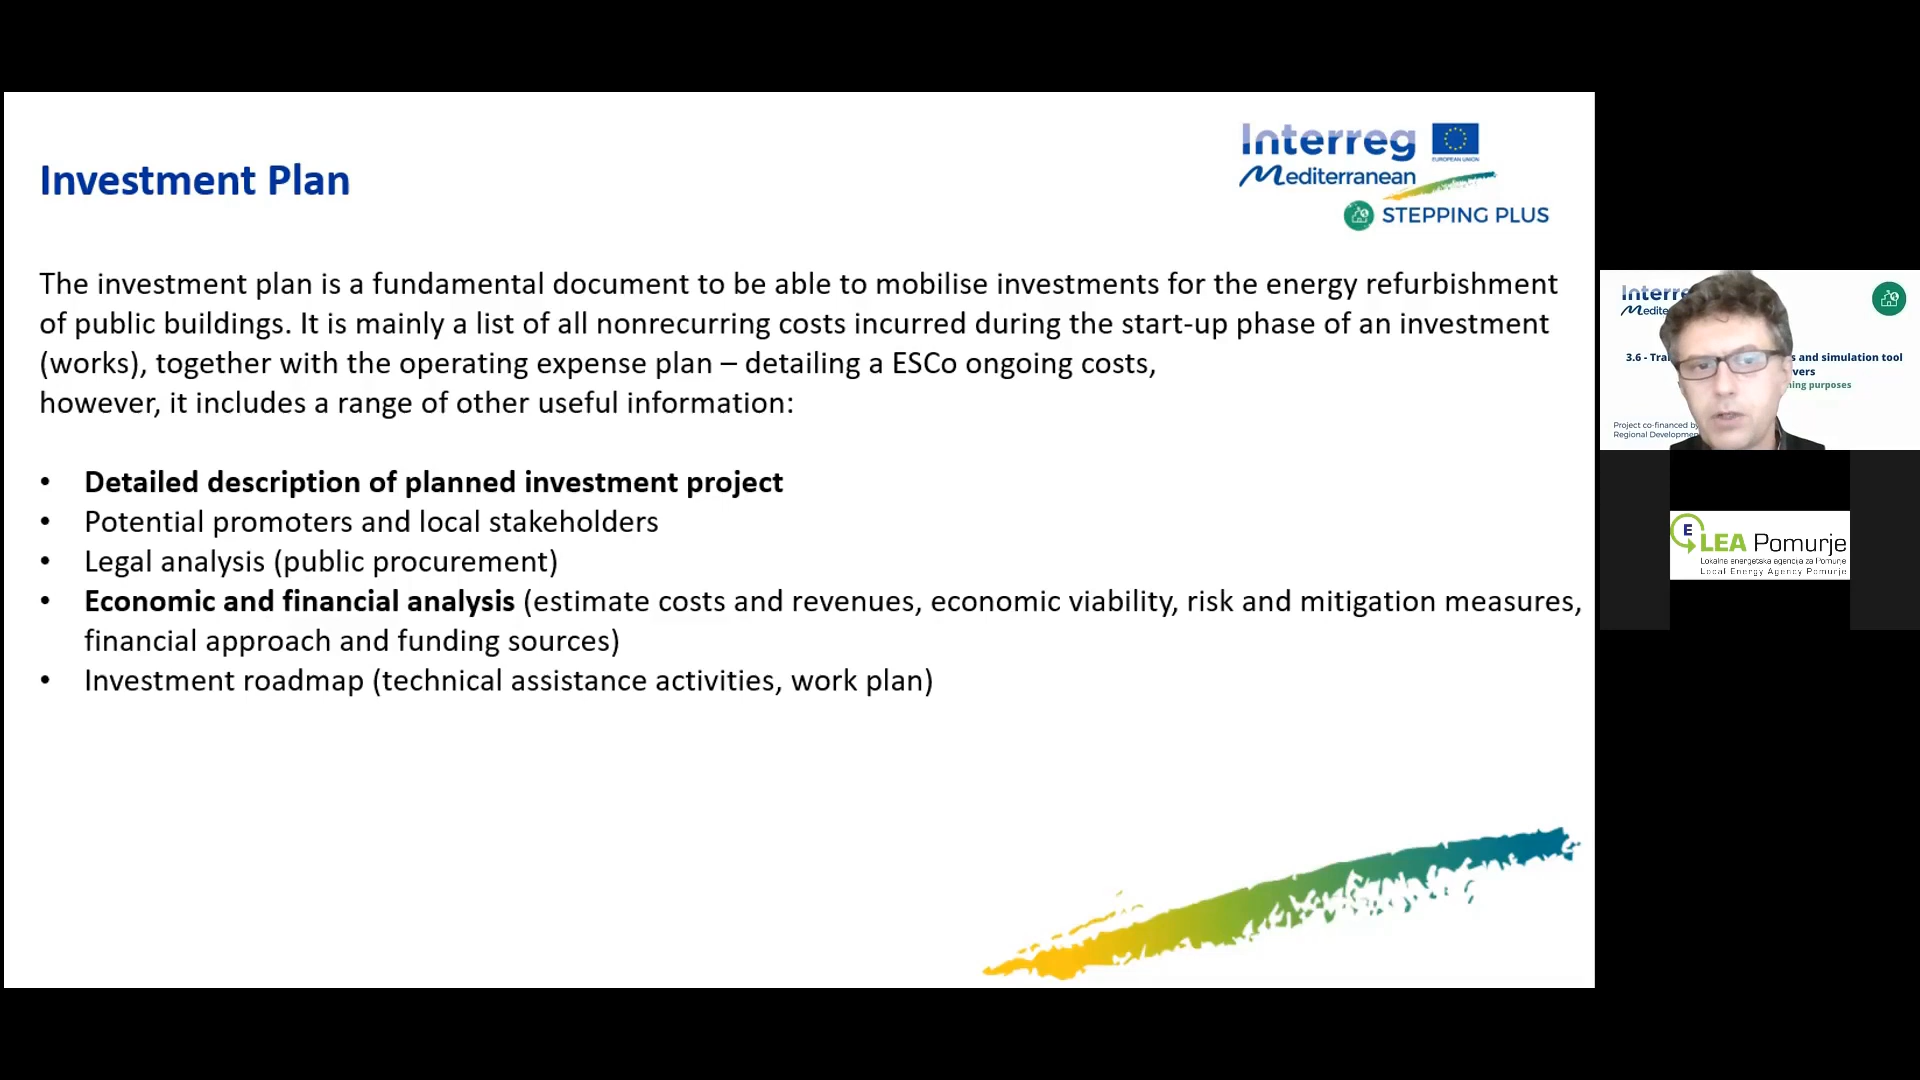 Interreg
EUROPEAN UNION
Mediterranean
STEPPING PLUS
Investment Plan
The investment plan is a fundamental document to be able to mobilise investments for the energy refurbishment
of public buildings. It is mainly a list of all nonrecurring costs incurred during the start-up phase of an investment
(works), together with the operating expense plan – detailing a ESCo ongoing costs,
however, it includes a range of other useful information:
• Detailed description of planned investment project
• Potential promoters and local stakeholders
• Legal analysis (public procurement)
• Economic and financial analysis (estimate costs and revenues, economic viability, risk and mitigation measures,
financial approach and funding sources)
• Investment roadmap (technical assistance activities, work plan)
3.6 - and simulation tool
purposes
Project co-financed by
Regional
E LEA Pomurje
Lokalna energetska agencija za Pomurje
Local Energy Agency Pomurje